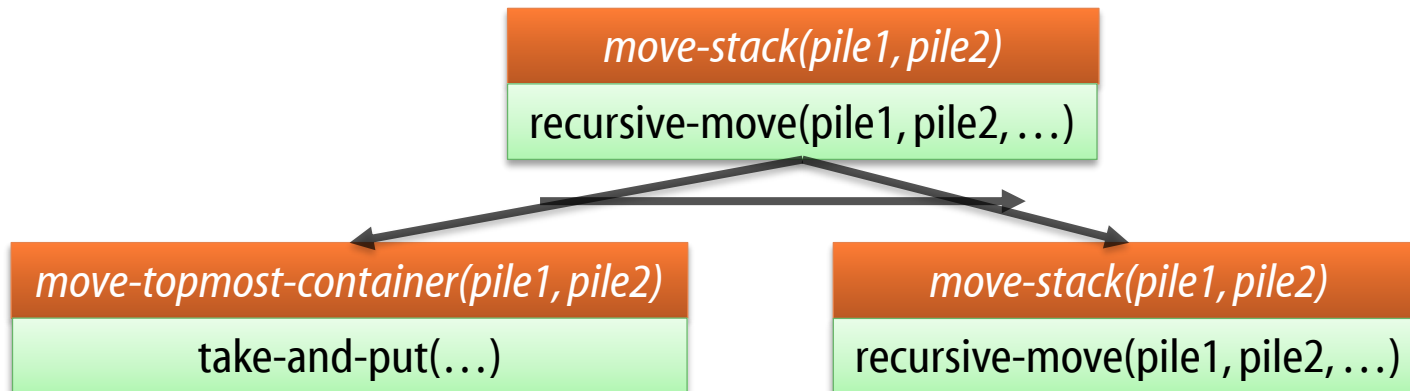 move-stack(pile1, pile2)
recursive-move(pile1, pile2, …)
move-topmost-container(pile1, pile2)
take-and-put(…)
move-stack(pile1, pile2)
recursive-move(pile1, pile2, …)